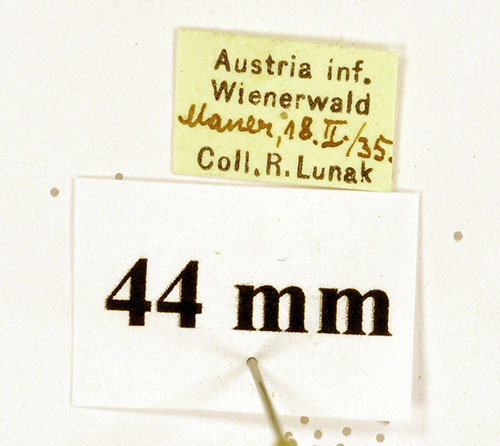 Austria inf.
Wienerwald
Mauer, 18. II./35.
Coll. R. Lunak
44 mm